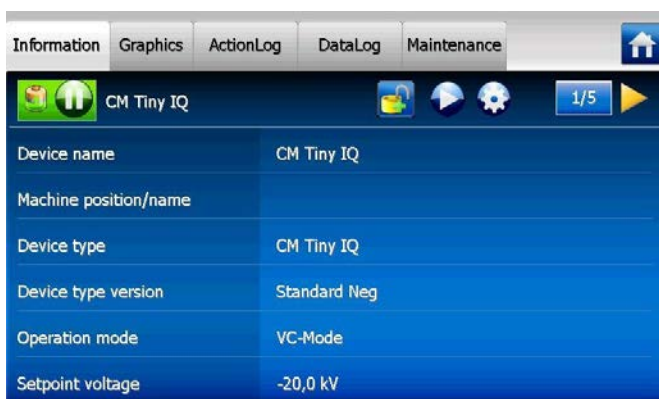 Information Graphics ActionLog DataLog Maintenance
CM Tiny IQ 1/5
Device name CM Tiny IQ
Machine position/name
Device type CM Tiny IQ
Device type version Standard Neg
Operation mode VC-Mode
Setpoint voltage -20,0 kV